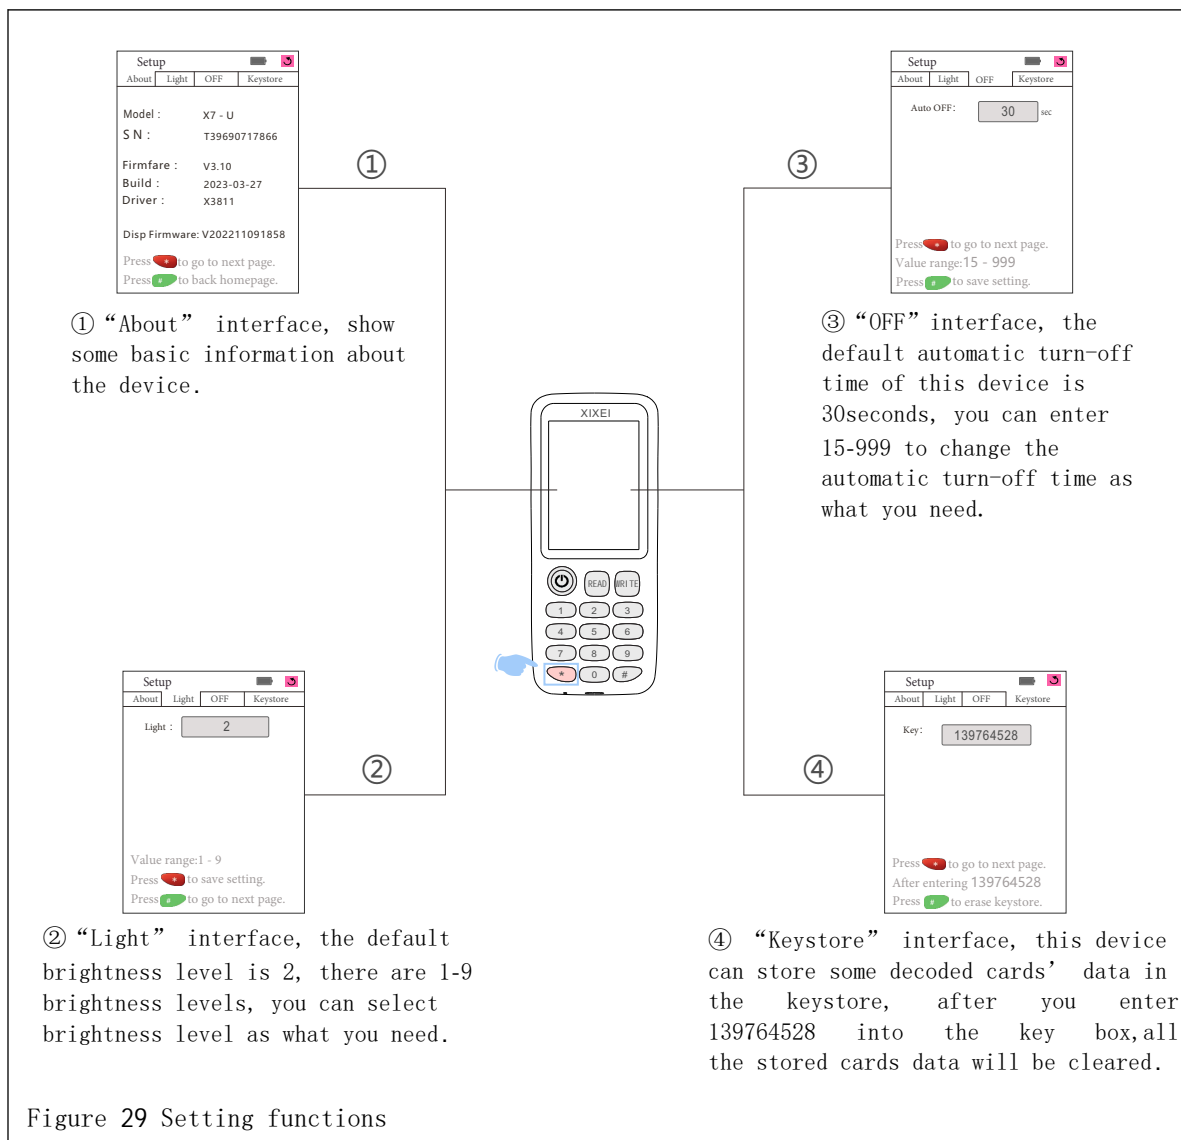 Setup
About Light OFF Keystore
Model : X7 - U
S N : T39690717866
Firmfare : V3.10
Build : 2023-03-27
Driver : X3811
Disp Firmware: V202211091858
Press * to go to next page.
Press # to back homepage.
①
①“About” interface, show
some basic information about
the device.
Setup
About Light OFF Keystore
Auto OFF: 30 sec
Press * to go to next page.
Value range:15 - 999
Press # to save setting.
③
③“OFF”interface, the
default automatic turn-off
time of this device is
30seconds, you can enter
15-999 to change the
automatic turn-off time as
what you need.
XIXEI
READ WRITE
1 2 3
4 5 6
7 8 9
* 0 #
Setup
About Light OFF Keystore
Light : 2
Value range:1 - 9
Press * to save setting.
Press # to go to next page.
②
②“Light” interface, the default
brightness level is 2, there are 1-9
brightness levels, you can select
brightness level as what you need.
Setup
About Light OFF Keystore
Key: 139764528
Press * to go to next page.
After entering 139764528
Press # to erase keystore.
④
④ “Keystore” interface, this device
can store some decoded cards’ data in
the keystore, after you enter
139764528 into the key box,all
the stored cards data will be cleared.
Figure 29 Setting functions